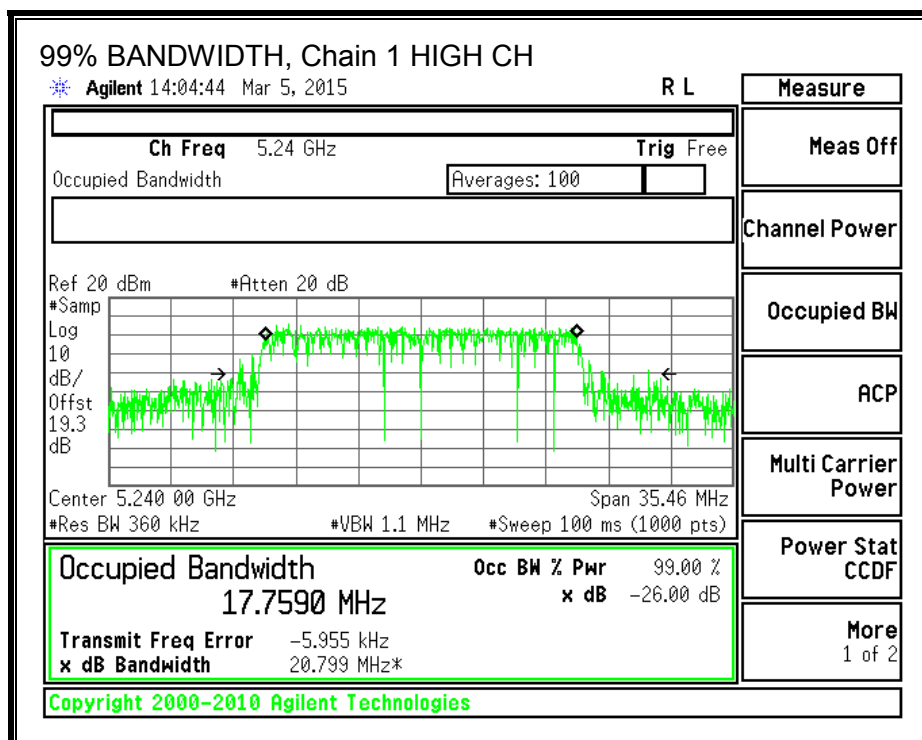 99% BANDWIDTH, Chain 1 HIGH CH
Agilent 14:04:44 Mar 5, 2015 R L
Measure
Ch Freq 5.24 GHz Trig Free
Occupied Bandwidth Averages: 100
Meas Off
Channel Power
Occupied BW
ACP
Multi Carrier
Power
Power Stat
CCDF
More
1 of 2
Ref 20 dBm #Atten 20 dB
#Samp
Log
10
dB/
Offst
19.3
dB
Center 5.240 00 GHz Span 35.46 MHz
#Res BW 360 kHz #VBW 1.1 MHz #Sweep 100 ms (1000 pts)
Occupied Bandwidth
17.7590 MHz
Occ BW % Pwr 99.00 %
x dB -26.00 dB
Transmit Freq Error -5.955 kHz
x dB Bandwidth 20.799 MHz*
Copyright 2000-2010 Agilent Technologies